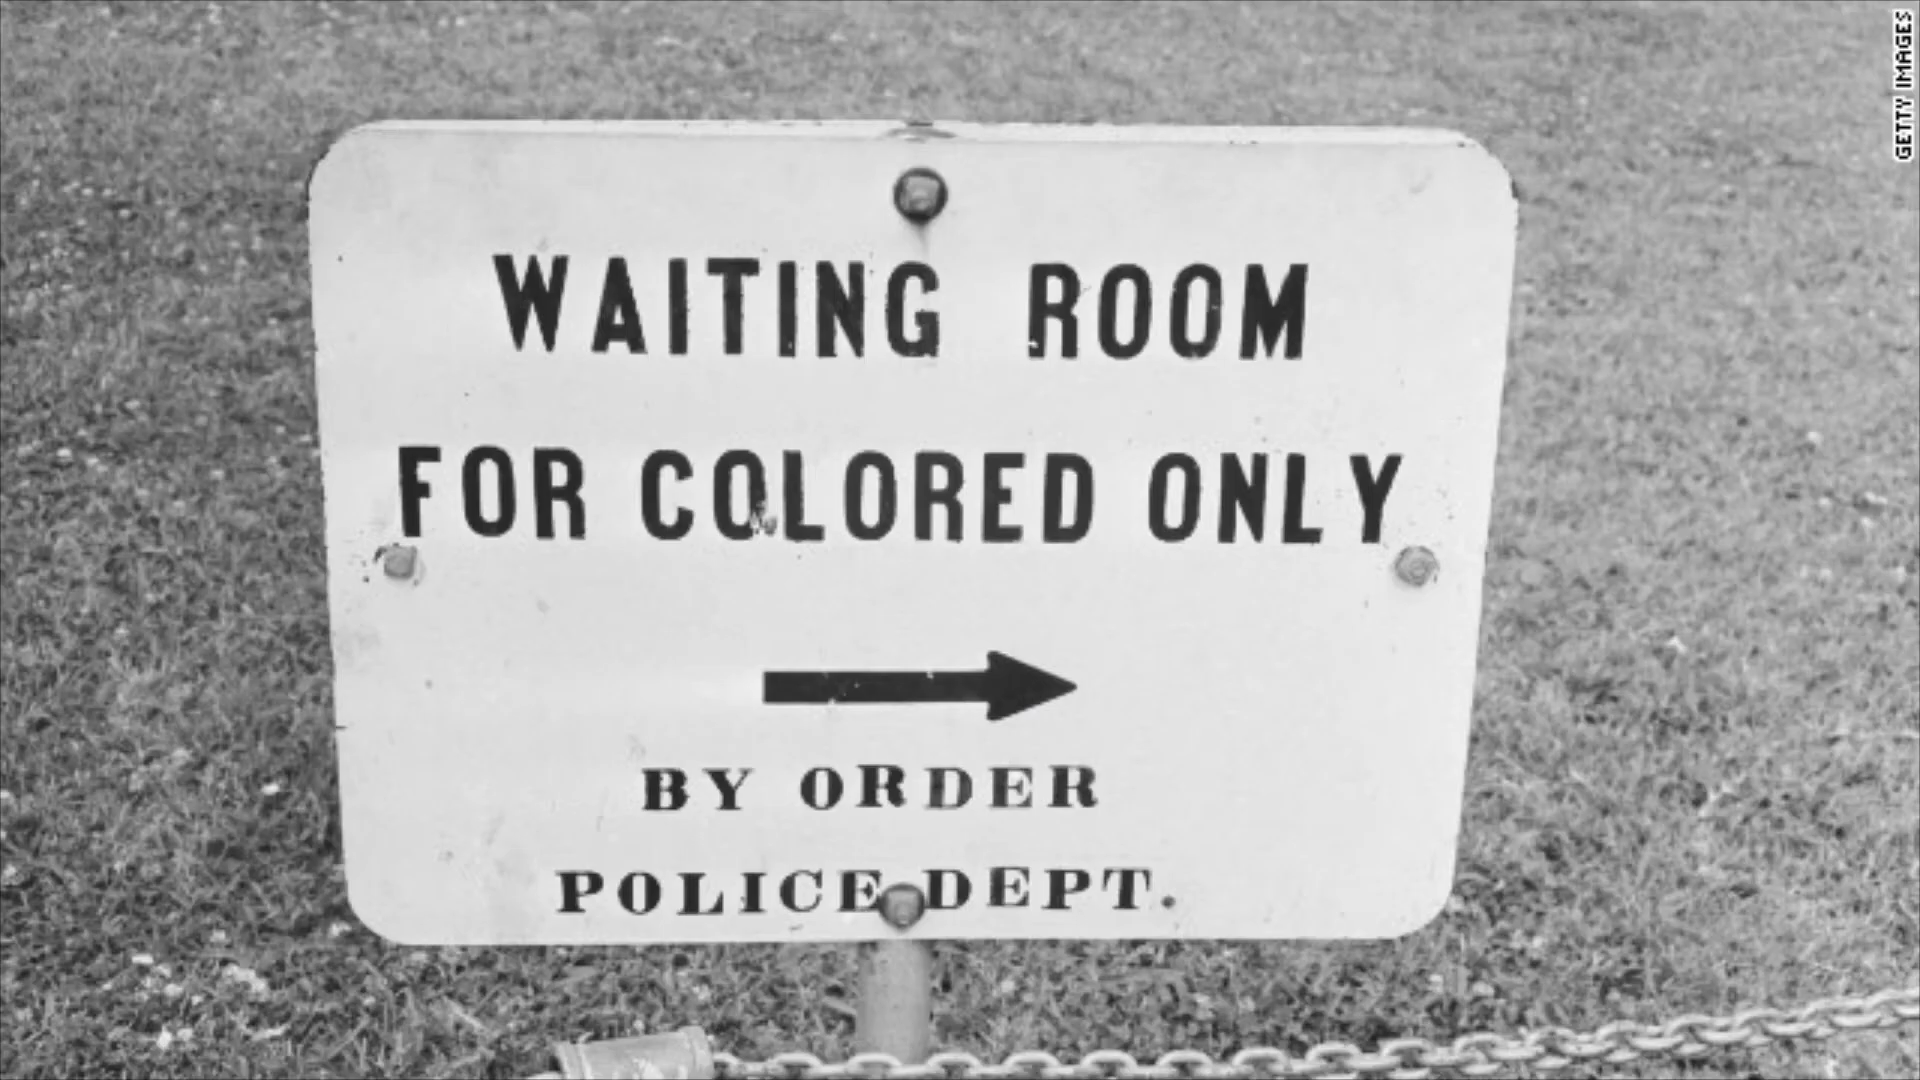 GETTY IMAGES
WAITING ROOM
FOR COLORED ONLY
BY ORDER
POLICE DEPT.